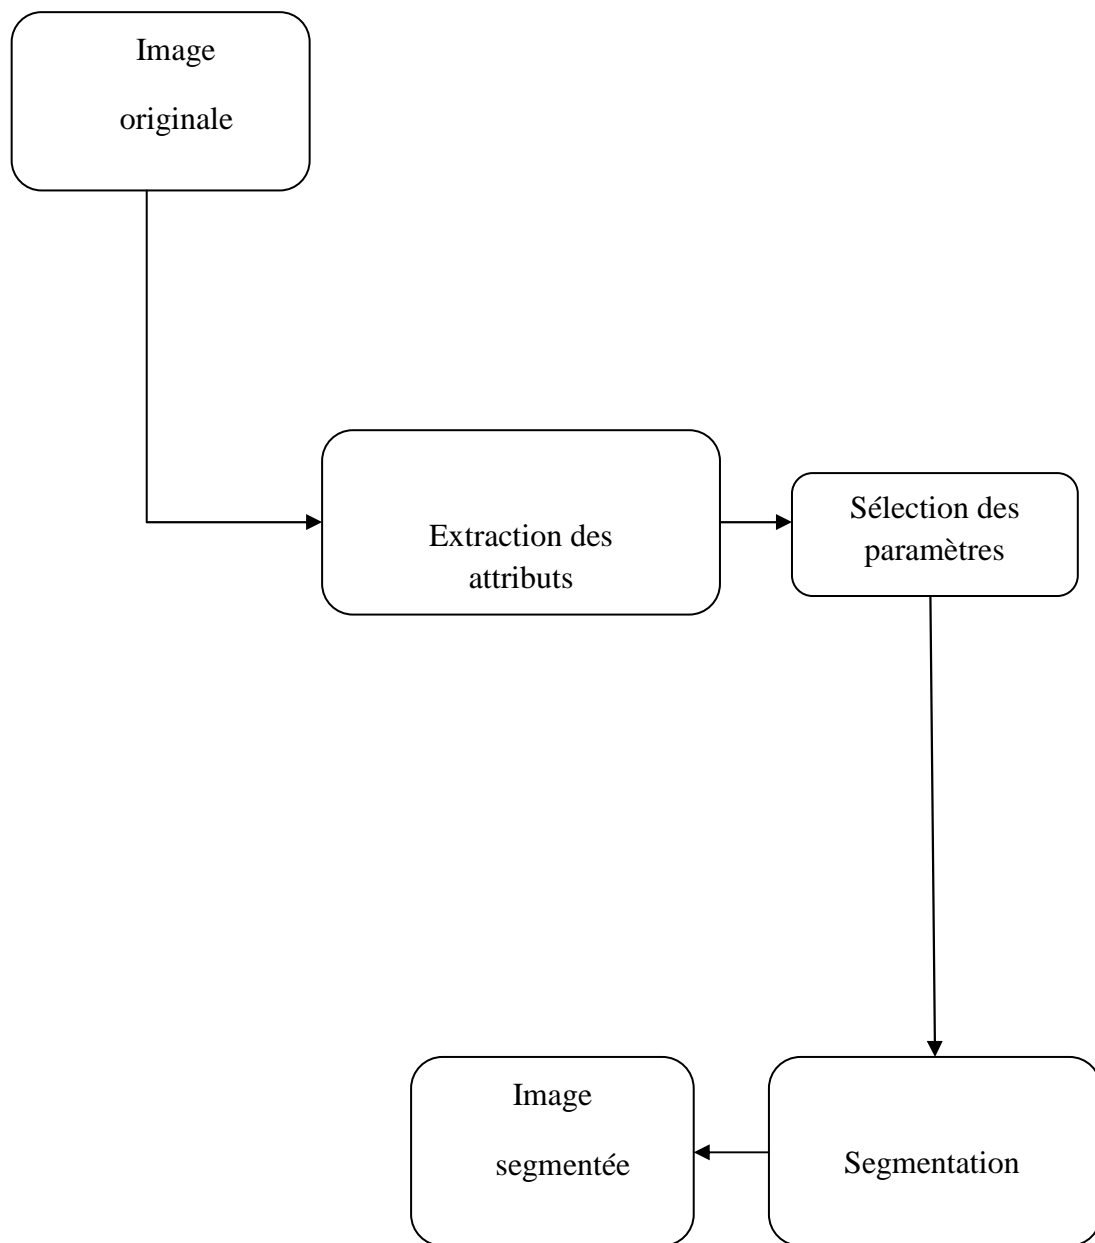 Image
originale
Extraction des
attributs
Sélection des
paramètres
Image
segmentée
Segmentation